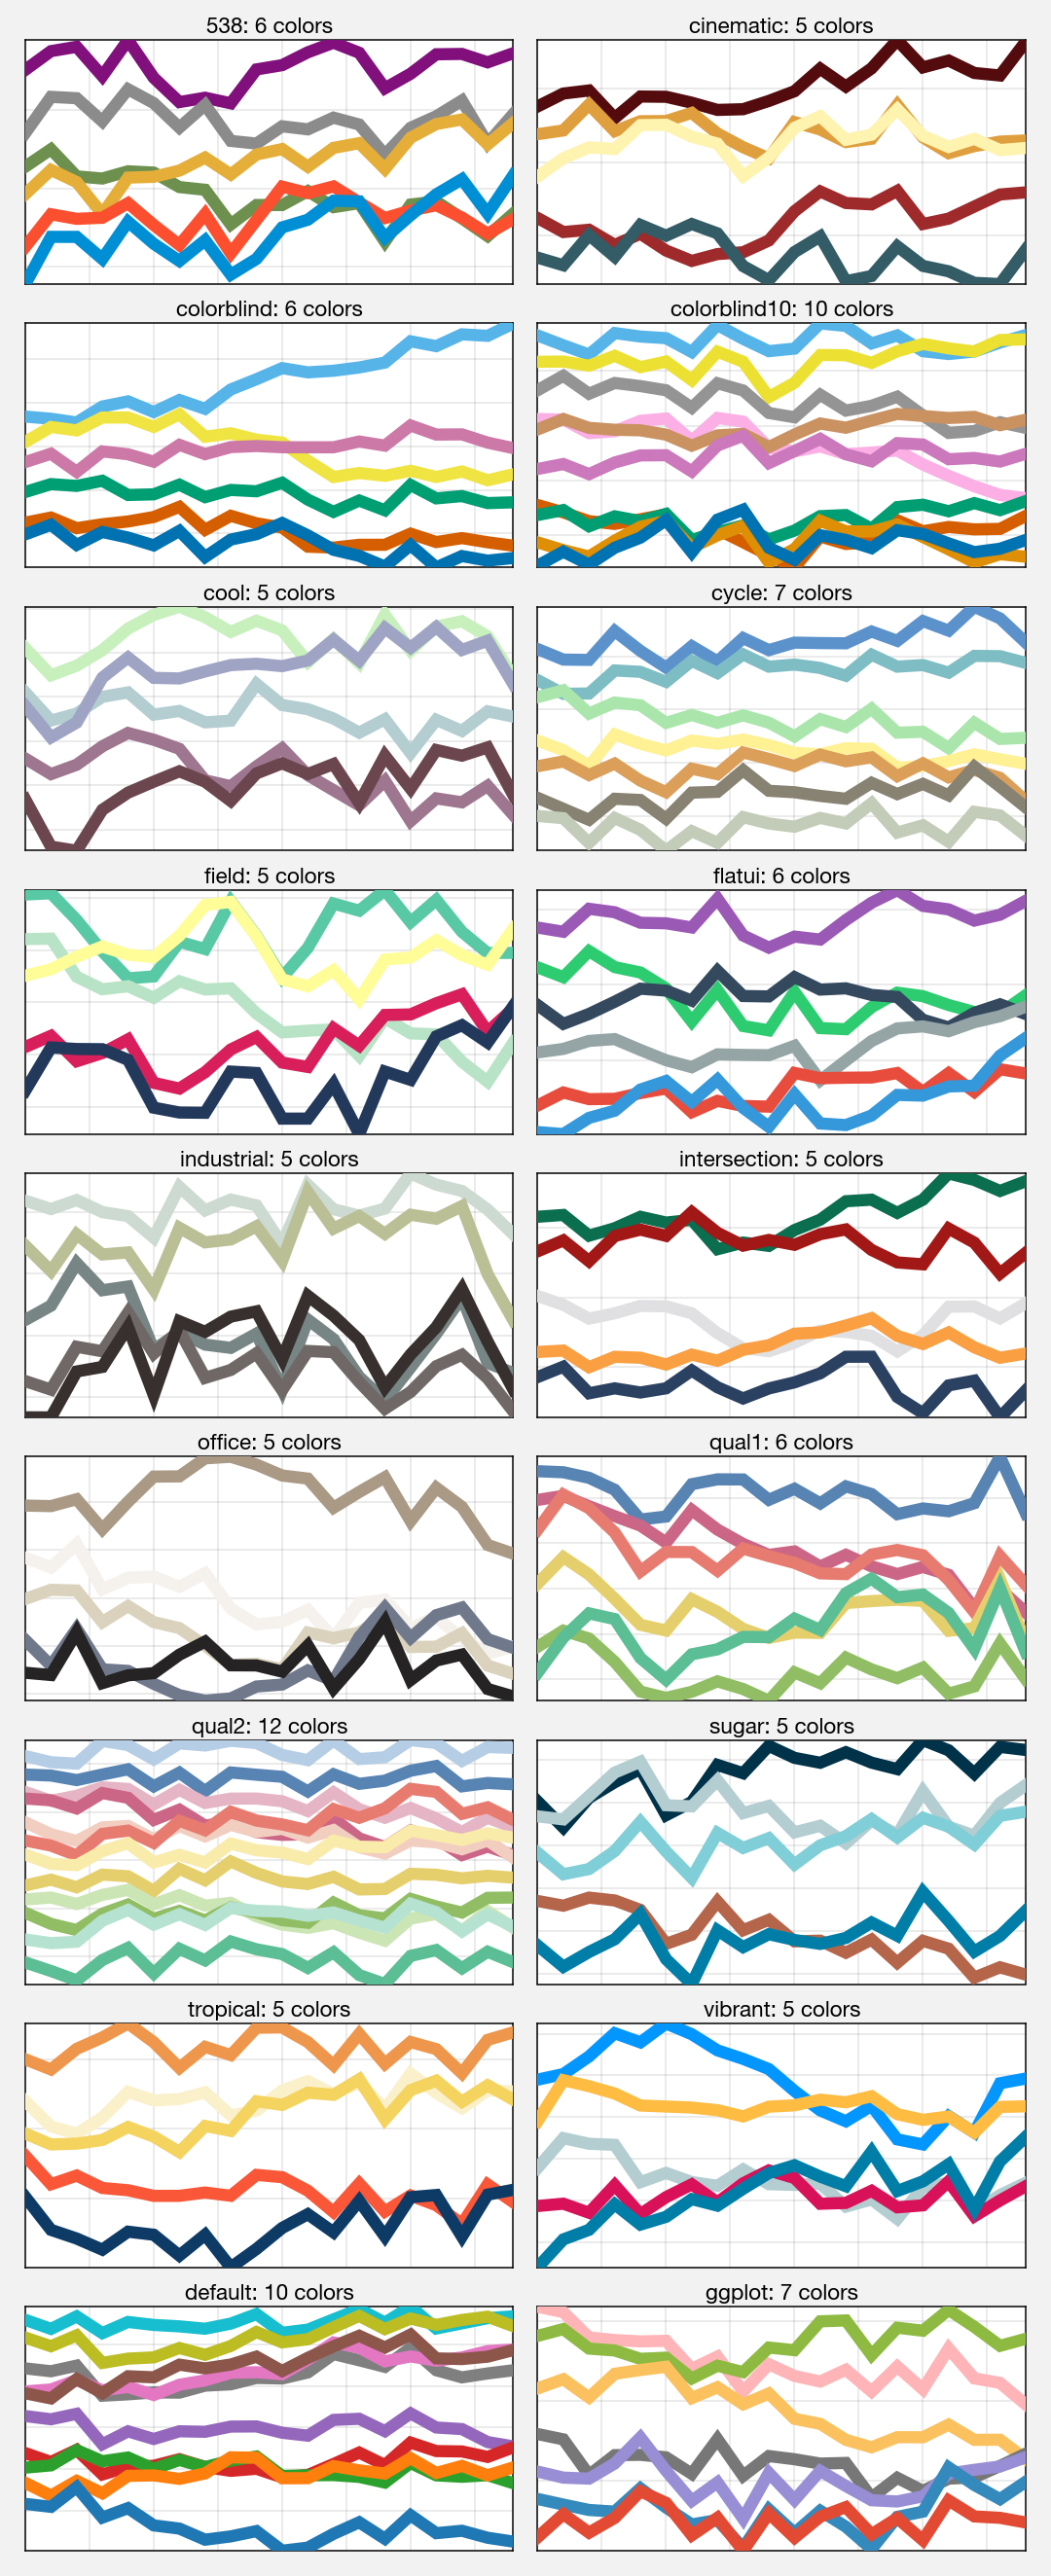 538: 6 colors
cinematic: 5 colors
colorblind: 6 colors
colorblind10: 10 colors
cool: 5 colors
cycle: 7 colors
field: 5 colors
flatui: 6 colors
industrial: 5 colors
intersection: 5 colors
office: 5 colors
qual1: 6 colors
qual2: 12 colors
sugar: 5 colors
tropical: 5 colors
vibrant: 5 colors
default: 10 colors
ggplot: 7 colors